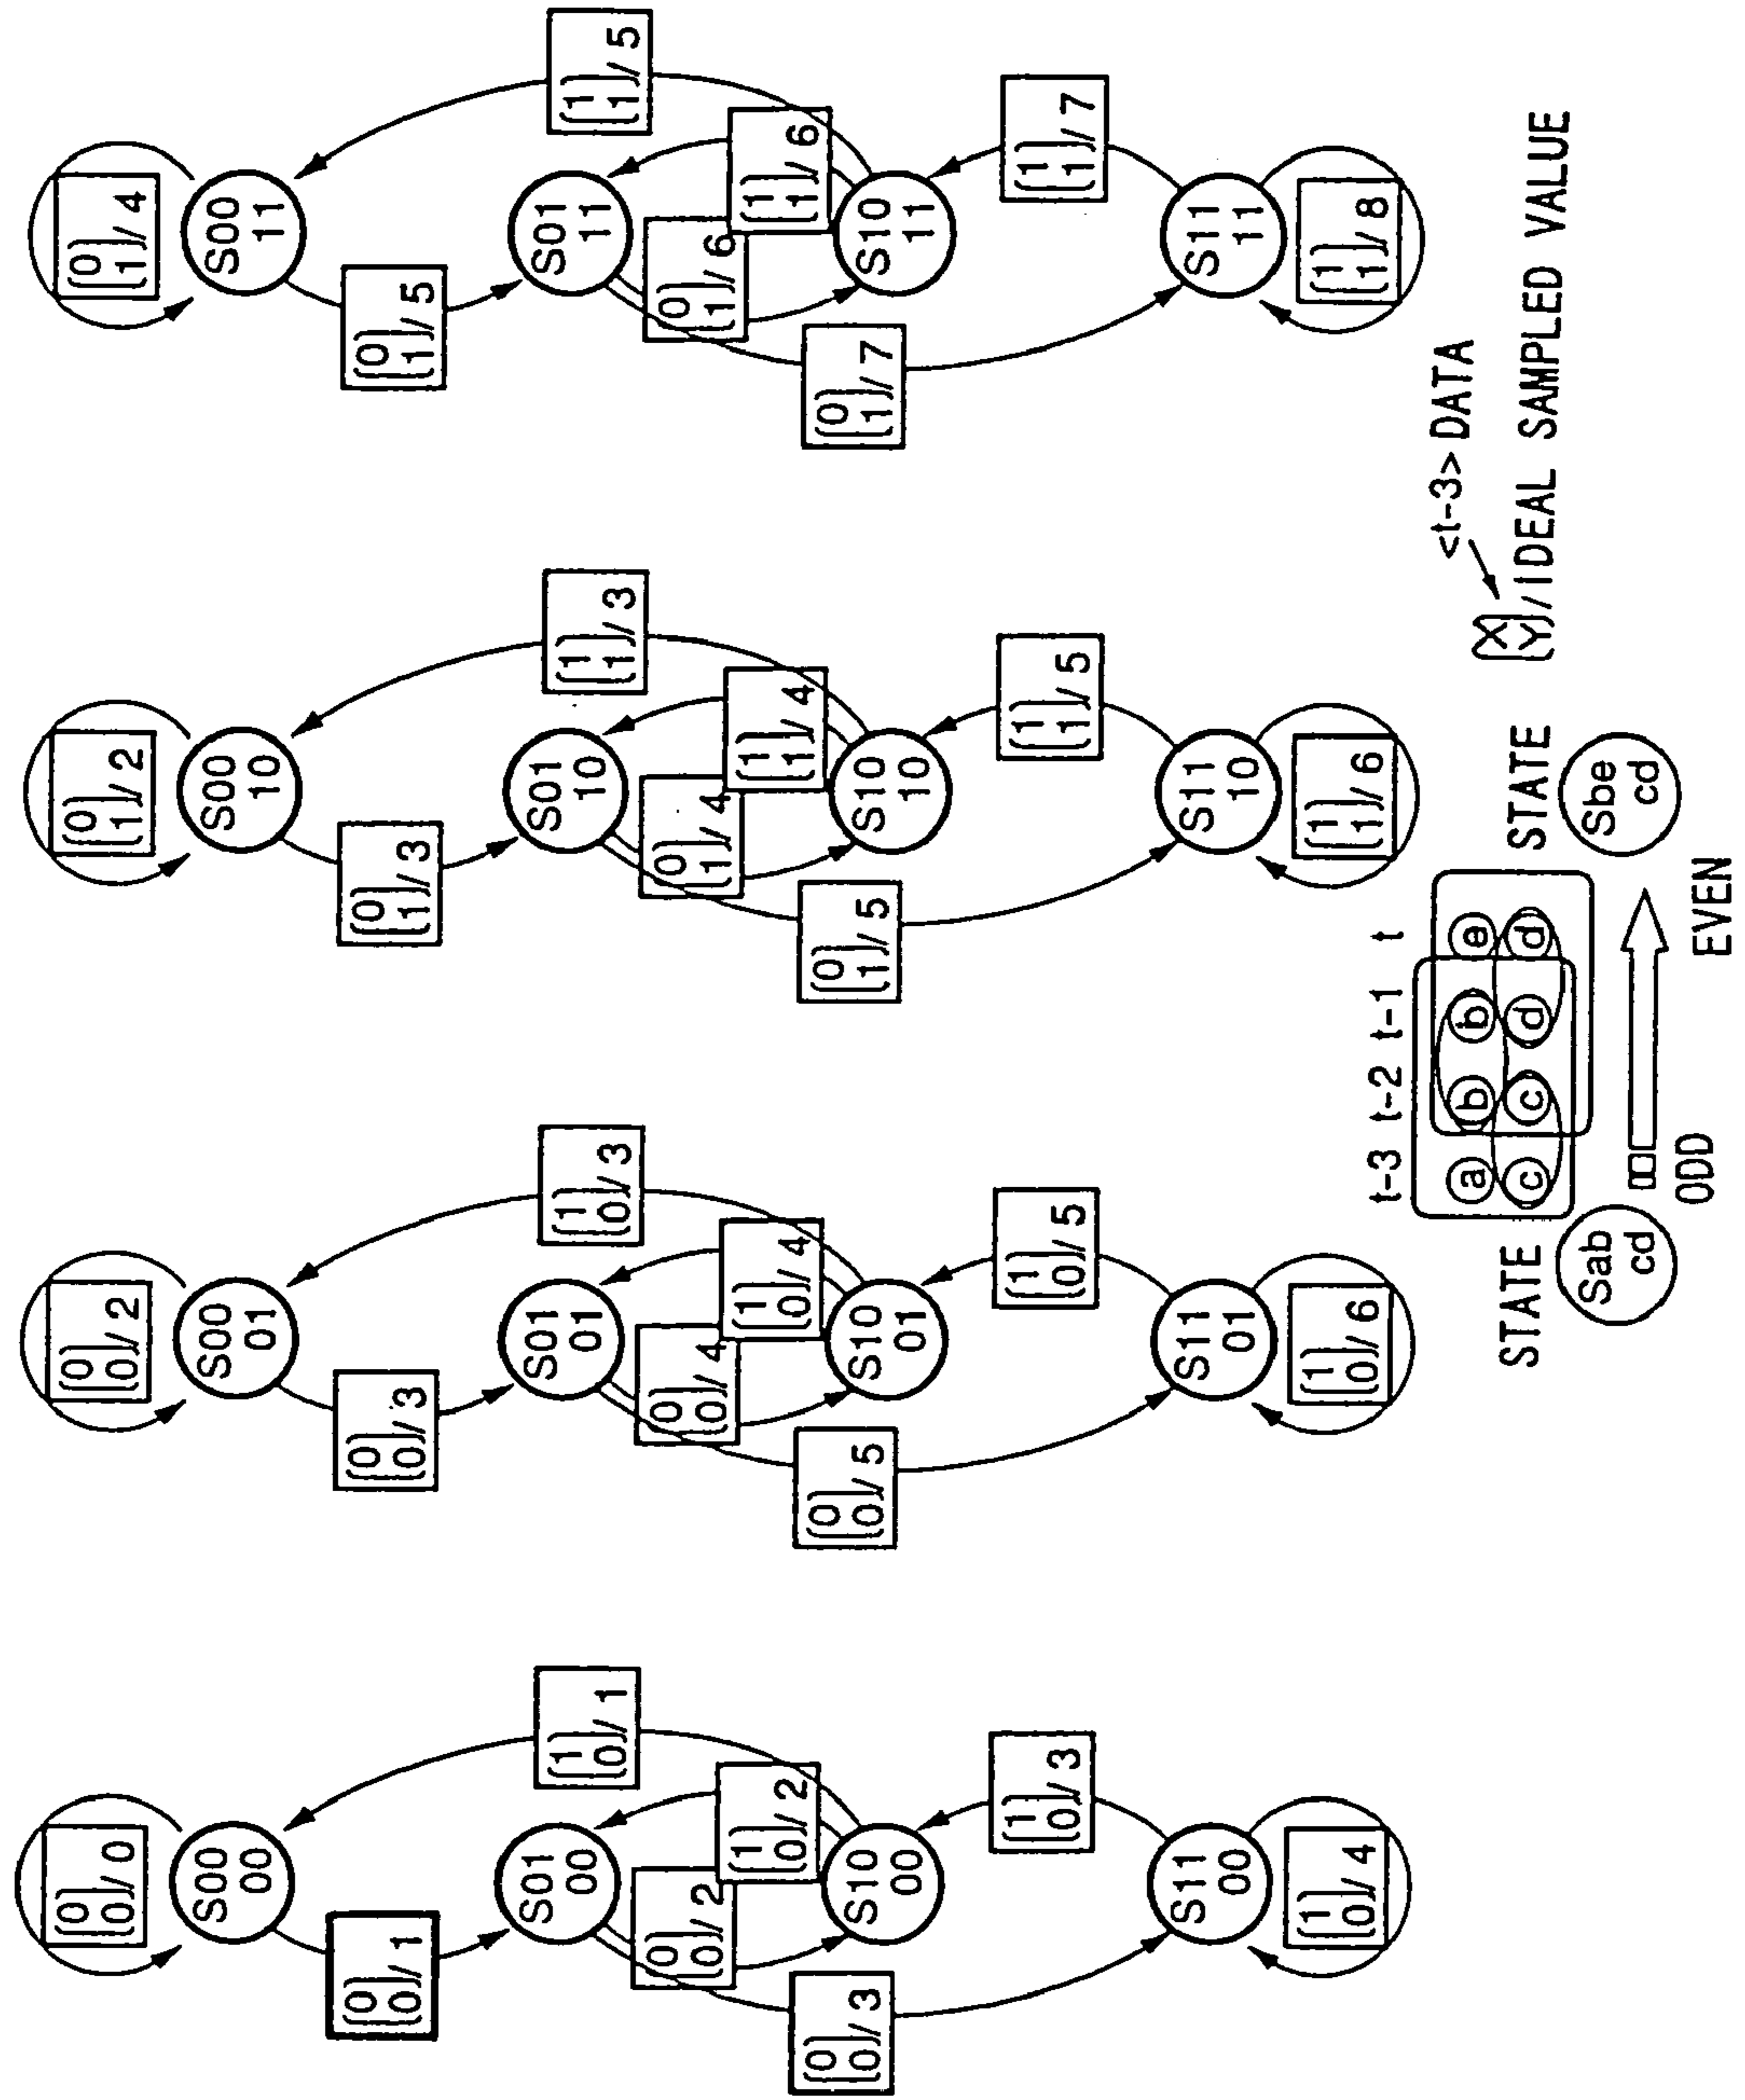 (0 0)/0
S00 00
(0 0)/1
(1 0)/1
S01 00
(0 0)/2
(1 0)/2
S10 00
(0 0)/3
(1 0)/3
S11 00
(1 0)/4
(0 0)/2
S00 01
(0 0)/3
(1 0)/3
S01 01
(0 0)/4
(1 0)/4
S10 01
(0 0)/5
(1 0)/5
S11 01
(1 0)/6
(0 1)/2
S00 10
(0 1)/3
(1 1)/3
S01 10
(0 1)/4
(1 1)/4
S10 10
(0 1)/5
(1 1)/5
S11 10
(1 1)/6
(0 1)/4
S00 11
(0 1)/5
(1 1)/5
S01 11
(0 1)/6
(1 1)/6
S10 11
(0 1)/7
(1 1)/7
S11 11
(1 1)/8
t-3 t-2 t-1 t
a b b e
c c d d
STATE
Sab cd
ODD
EVEN
STATE
Sbe cd
<t-3> DATA
(X Y)/IDEAL SAMPLED VALUE